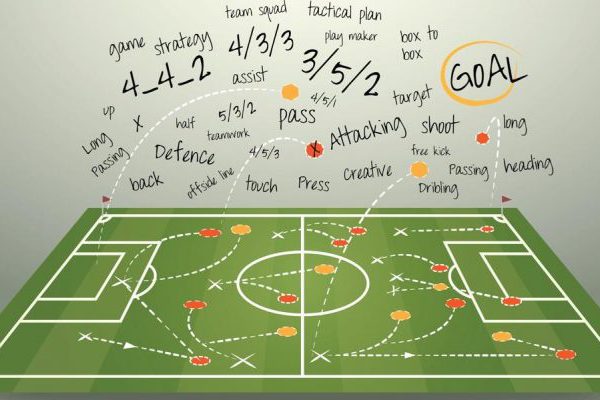 team squad
tactical plan
game strategy
4/3/3
play maker
box to
box
3/5/2
GOAL
4_4_2
assist
4/5/1
target
up
X
half
5/3/2
pass
teamwork
Attacking
shoot
long
Long
Passing
Defence
4/5/3
free kick
back
offside line
touch
Press
creative
Passing
heading
Dribling